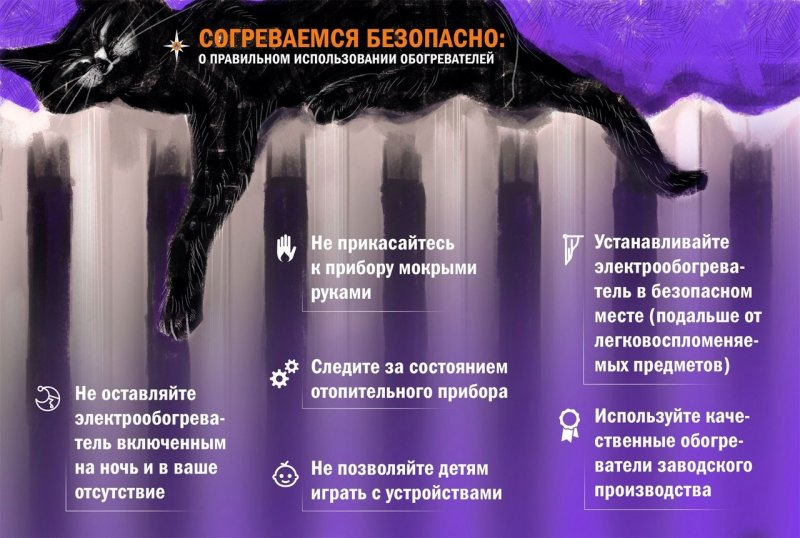 СОГРЕВАЕМСЯ БЕЗОПАСНО:
О ПРАВИЛЬНОМ ИСПОЛЬЗОВАНИИ ОБОГРЕВАТЕЛЕЙ
Не оставляйте
электрообогрева-
тель включенным
на ночь и в ваше
отсутствие
Не прикасайтесь
к прибору мокрыми
руками
Следите за состоянием
отопительного прибора
Не позволяйте детям
играть с устройствами
Устанавливайте
электрообогрева-
тель в безопасном
месте (подальше от
легковоспломеняе-
мых предметов)
Используйте каче-
ственные обогре-
ватели заводского
производства